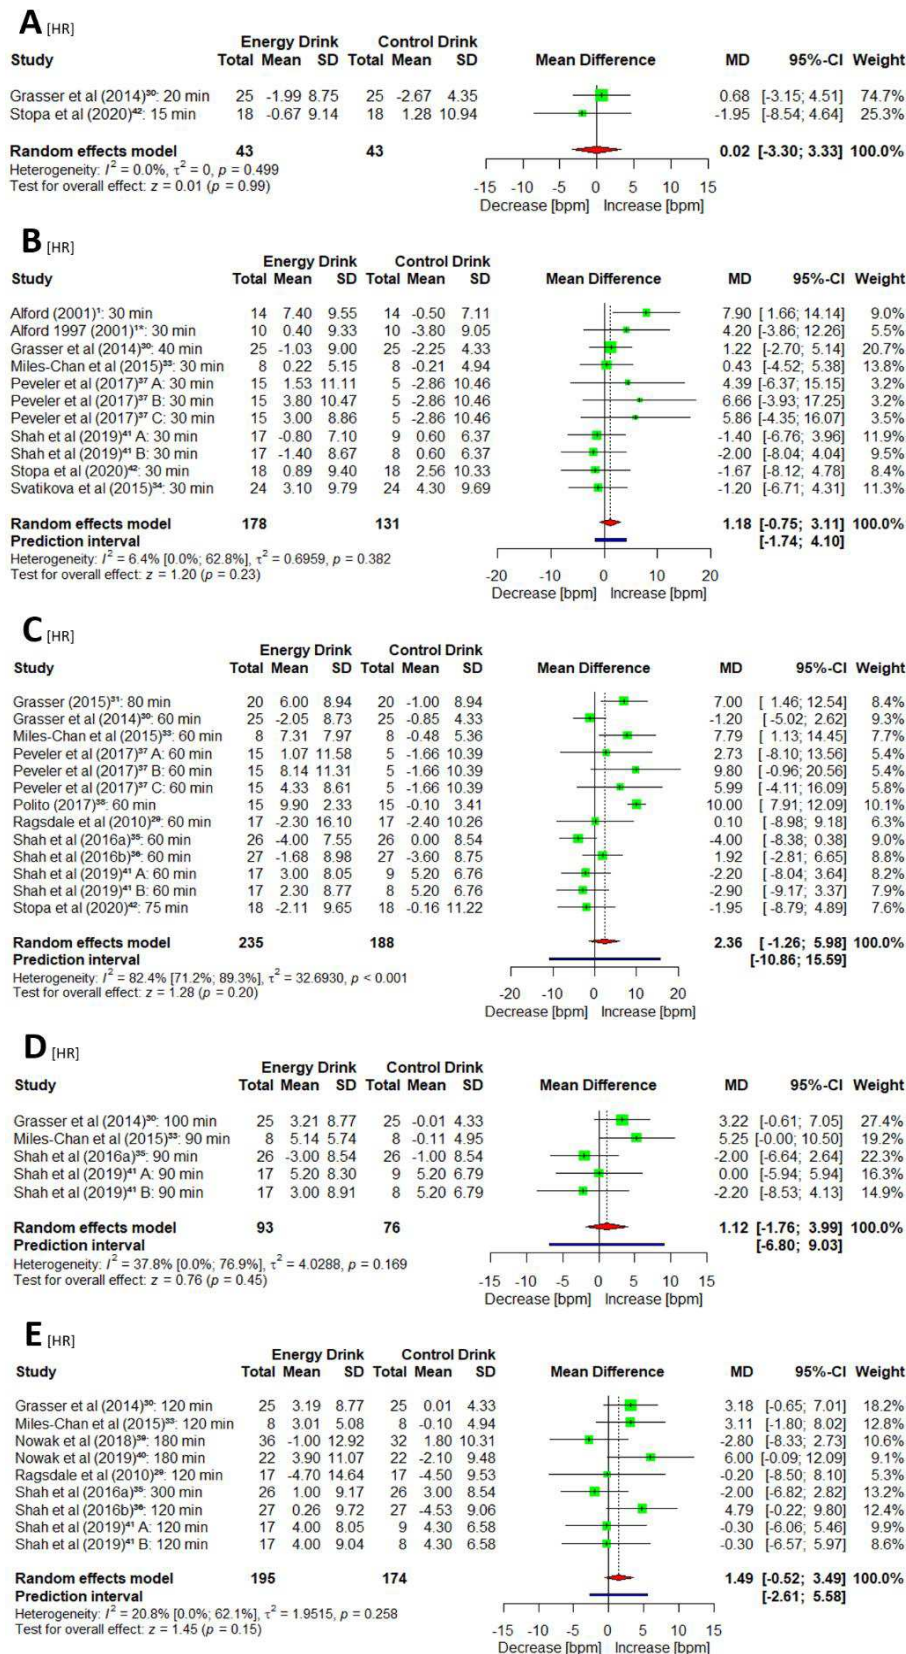 A [HR]
Energy Drink Control Drink
Study Total Mean SD Total Mean SD Mean Difference MD 95%-CI Weight
Grasser et al (2014)³⁰: 20 min 25 -1.99 8.75 25 -2.67 4.35 0.68 [-3.15; 4.51] 74.7%
Stopa et al (2020)⁴²: 15 min 18 -0.67 9.14 18 1.28 10.94 -1.95 [-8.54; 4.64] 25.3%
Random effects model 43 43 0.02 [-3.30; 3.33] 100.0%
Heterogeneity: I² = 0.0%, τ² = 0, p = 0.499
Test for overall effect: z = 0.01 (p = 0.99)
-15 -10 -5 0 5 10 15
Decrease [bpm] Increase [bpm]
B [HR]
Energy Drink Control Drink
Study Total Mean SD Total Mean SD Mean Difference MD 95%-CI Weight
Alford (2001)¹: 30 min 14 7.40 9.55 14 -0.50 7.11 7.90 [ 1.66; 14.14] 9.0%
Alford 1997 (2001)¹*: 30 min 10 0.40 9.33 10 -3.80 9.05 4.20 [-3.86; 12.26] 5.5%
Grasser et al (2014)³⁰: 40 min 25 -1.03 9.00 25 -2.25 4.33 1.22 [-2.70; 5.14] 20.7%
Miles-Chan et al (2015)³³: 30 min 8 0.22 5.15 8 -0.21 4.94 0.43 [-4.52; 5.38] 13.8%
Peveler et al (2017)³⁷ A: 30 min 15 1.53 11.11 5 -2.86 10.46 4.39 [-6.37; 15.15] 3.2%
Peveler et al (2017)³⁷ B: 30 min 15 3.80 10.47 5 -2.86 10.46 6.66 [-3.93; 17.25] 3.2%
Peveler et al (2017)³⁷ C: 30 min 15 3.00 8.86 5 -2.86 10.46 5.86 [-4.35; 16.07] 3.5%
Shah et al (2019)⁴¹ A: 30 min 17 -0.80 7.10 9 0.60 6.37 -1.40 [-6.76; 3.96] 11.9%
Shah et al (2019)⁴¹ B: 30 min 17 -1.40 8.67 8 0.60 6.37 -2.00 [-8.04; 4.04] 9.5%
Stopa et al (2020)⁴²: 30 min 18 0.89 9.40 18 2.56 10.33 -1.67 [-8.12; 4.78] 8.4%
Svatikova et al (2015)³⁴: 30 min 24 3.10 9.79 24 4.30 9.69 -1.20 [-6.71; 4.31] 11.3%
Random effects model 178 131 1.18 [-0.75; 3.11] 100.0%
Prediction interval [-1.74; 4.10]
Heterogeneity: I² = 6.4% [0.0%; 62.8%], τ² = 0.6959, p = 0.382
Test for overall effect: z = 1.20 (p = 0.23)
-20 -10 0 10 20
Decrease [bpm] Increase [bpm]
C [HR]
Energy Drink Control Drink
Study Total Mean SD Total Mean SD Mean Difference MD 95%-CI Weight
Grasser (2015)³¹: 80 min 20 6.00 8.94 20 -1.00 8.94 7.00 [ 1.46; 12.54] 8.4%
Grasser et al (2014)³⁰: 60 min 25 -2.05 8.73 25 -0.85 4.33 -1.20 [-5.02; 2.62] 9.3%
Miles-Chan et al (2015)³³: 60 min 8 7.31 7.97 8 -0.48 5.36 7.79 [ 1.13; 14.45] 7.7%
Peveler et al (2017)³⁷ A: 60 min 15 1.07 11.58 5 -1.66 10.39 2.73 [-8.10; 13.56] 5.4%
Peveler et al (2017)³⁷ B: 60 min 15 8.14 11.31 5 -1.66 10.39 9.80 [-0.96; 20.56] 5.4%
Peveler et al (2017)³⁷ C: 60 min 15 4.33 8.61 5 -1.66 10.39 5.99 [-4.11; 16.09] 5.7%
Polito (2017)³⁸: 60 min 15 9.90 2.33 15 -0.10 3.41 10.00 [ 7.91; 12.09] 10.1%
Ragsdale et al (2010)²⁹: 60 min 17 -2.30 16.10 17 -2.40 10.26 0.10 [-8.98; 9.18] 6.2%
Shah et al (2016a)³⁵: 60 min 26 -4.00 7.55 26 0.00 8.54 -4.00 [-8.38; 0.38] 9.0%
Shah et al (2016b)³⁶: 60 min 27 -1.68 8.98 27 -3.60 8.75 1.92 [-2.81; 6.65] 8.8%
Shah et al (2019)⁴¹ A: 60 min 17 3.00 8.05 9 5.20 6.76 -2.20 [-8.04; 3.64] 8.2%
Shah et al (2019)⁴¹ B: 60 min 17 2.30 8.77 8 5.20 6.76 -2.90 [-9.17; 3.37] 7.9%
Stopa et al (2020)⁴²: 75 min 18 -2.11 9.65 18 -0.16 11.22 -1.95 [-8.79; 4.89] 7.6%
Random effects model 235 188 2.36 [-1.26; 5.98] 100.0%
Prediction interval [-10.86; 15.59]
Heterogeneity: I² = 82.4% [71.2%; 89.3%], τ² = 32.6930, p < 0.001
Test for overall effect: z = 1.28 (p = 0.20)
-20 -10 0 10 20
Decrease [bpm] Increase [bpm]
D [HR]
Energy Drink Control Drink
Study Total Mean SD Total Mean SD Mean Difference MD 95%-CI Weight
Grasser et al (2014)³⁰: 100 min 25 3.21 8.77 25 -0.01 4.33 3.22 [-0.61; 7.05] 27.4%
Miles-Chan et al (2015)³³: 90 min 8 5.14 5.74 8 -0.11 4.95 5.25 [-0.00; 10.50] 19.2%
Shah et al (2016a)³⁵: 90 min 26 -3.00 8.54 26 -1.00 8.54 -2.00 [-6.64; 2.64] 22.3%
Shah et al (2019)⁴¹ A: 90 min 17 5.20 8.30 9 5.20 6.79 0.00 [-5.94; 5.94] 16.3%
Shah et al (2019)⁴¹ B: 90 min 17 3.00 8.91 8 5.20 6.79 -2.20 [-8.53; 4.13] 14.9%
Random effects model 93 76 1.12 [-1.76; 3.99] 100.0%
Prediction interval [-6.80; 9.03]
Heterogeneity: I² = 37.8% [0.0%; 76.9%], τ² = 4.0288, p = 0.169
Test for overall effect: z = 0.76 (p = 0.45)
-15 -10 -5 0 5 10 15
Decrease [bpm] Increase [bpm]
E [HR]
Energy Drink Control Drink
Study Total Mean SD Total Mean SD Mean Difference MD 95%-CI Weight
Grasser et al (2014)³⁰: 120 min 25 3.19 8.77 25 0.01 4.33 3.18 [-0.65; 7.01] 18.2%
Miles-Chan et al (2015)³³: 120 min 8 3.01 5.08 8 -0.10 4.94 3.11 [-1.80; 8.02] 12.8%
Nowak et al (2018)³⁹: 180 min 36 -1.00 12.92 32 1.80 10.31 -2.80 [-8.33; 2.73] 10.6%
Nowak et al (2019)⁴⁰: 180 min 22 3.90 11.07 22 -2.10 9.48 6.00 [-0.09; 12.09] 9.1%
Ragsdale et al (2010)²⁹: 120 min 17 -4.70 14.64 17 -4.50 9.53 -0.20 [-8.50; 8.10] 5.3%
Shah et al (2016a)³⁵: 300 min 26 1.00 9.17 26 3.00 8.54 -2.00 [-6.82; 2.82] 13.2%
Shah et al (2016b)³⁶: 120 min 27 0.26 9.72 27 -4.53 9.06 4.79 [-0.22; 9.80] 12.4%
Shah et al (2019)⁴¹ A: 120 min 17 4.00 8.05 9 4.30 6.58 -0.30 [-6.06; 5.46] 9.9%
Shah et al (2019)⁴¹ B: 120 min 17 4.00 9.04 8 4.30 6.58 -0.30 [-6.57; 5.97] 8.6%
Random effects model 195 174 1.49 [-0.52; 3.49] 100.0%
Prediction interval [-2.61; 5.58]
Heterogeneity: I² = 20.8% [0.0%; 62.1%], τ² = 1.9515, p = 0.258
Test for overall effect: z = 1.45 (p = 0.15)
-15 -10 -5 0 5 10 15
Decrease [bpm] Increase [bpm]